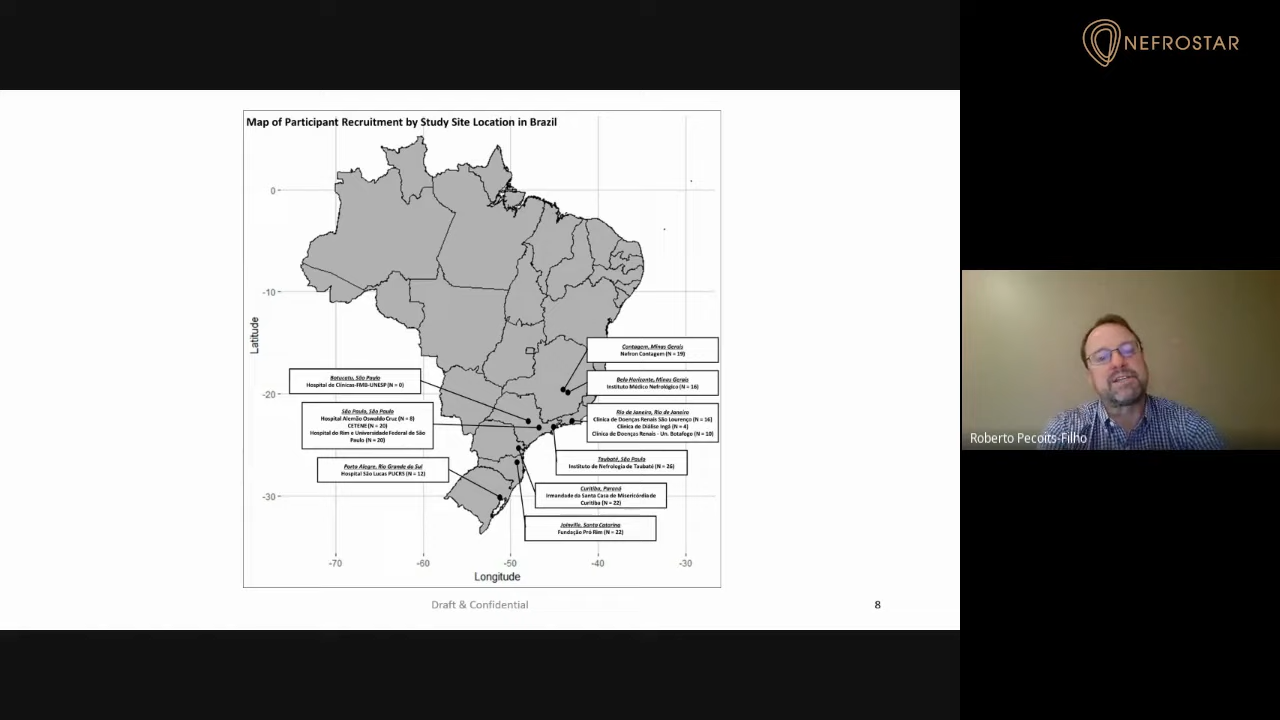 NEFROSTAR
Map of Participant Recruitment by Study Site Location in Brazil
0
-10
-20
-30
Latitude
Contagem, Minas Gerais
Nefron Contagem (N = 19)
Botucatu, São Paulo
Hospital de Clínicas-FMB-UNESP (N = 0)
Belo Horizonte, Minas Gerais
Instituto Médico Nefrológico (N = 16)
São Paulo, São Paulo
Hospital Alemão Oswaldo Cruz (N = 8)
CETENE (N = 20)
Hospital do Rim e Universidade Federal de São
Paulo (N = 20)
Rio de Janeiro, Rio de Janeiro
Clínica de Doenças Renais São Lourenço (N = 16)
Clínica de Diálise Ingá (N = 4)
Clínica de Doenças Renais - Un. Botafogo (N = 10)
Porto Alegre, Rio Grande do Sul
Hospital São Lucas PUCRS (N = 12)
Taubaté, São Paulo
Instituto de Nefrologia de Taubaté (N = 26)
Curitiba, Paraná
Irmandade da Santa Casa de Misericórdia de
Curitiba (N = 22)
Joinville, Santa Catarina
Fundação Pró Rim (N = 22)
-70
-60
-50
-40
-30
Longitude
Draft & Confidential
8
Roberto Pecoits-Filho